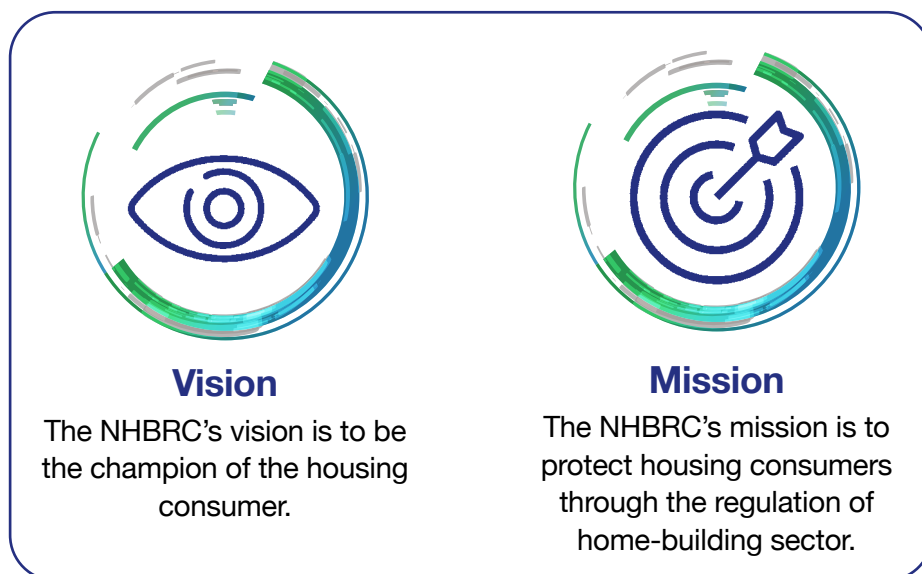 Vision
The NHBRC’s vision is to be
the champion of the housing
consumer.
Mission
The NHBRC’s mission is to
protect housing consumers
through the regulation of
home-building sector.